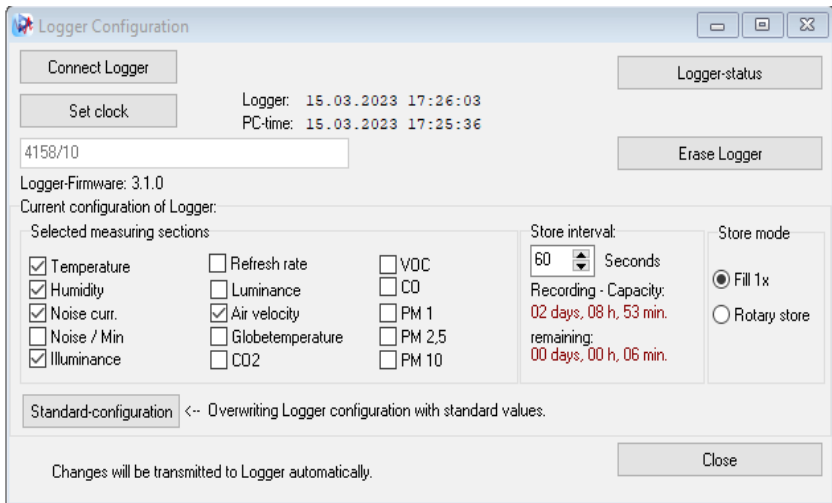 Logger Configuration
Connect Logger
Logger-status
Set clock
Logger: 15.03.2023 17:26:03
PC-time: 15.03.2023 17:25:36
4158/10
Erase Logger
Logger-Firmware: 3.1.0
Current configuration of Logger:
Selected measuring sections
Temperature
Humidity
Noise curr.
Noise / Min
Illuminance
Refresh rate
Luminance
Air velocity
Globetemperature
CO2
VOC
CO
PM 1
PM 2,5
PM 10
Store interval:
60 Seconds
Recording - Capacity:
02 days, 08 h, 53 min.
remaining:
00 days, 00 h, 06 min.
Store mode
Fill 1x
Rotary store
Standard-configuration <-- Overwriting Logger configuration with standard values.
Changes will be transmitted to Logger automatically.
Close